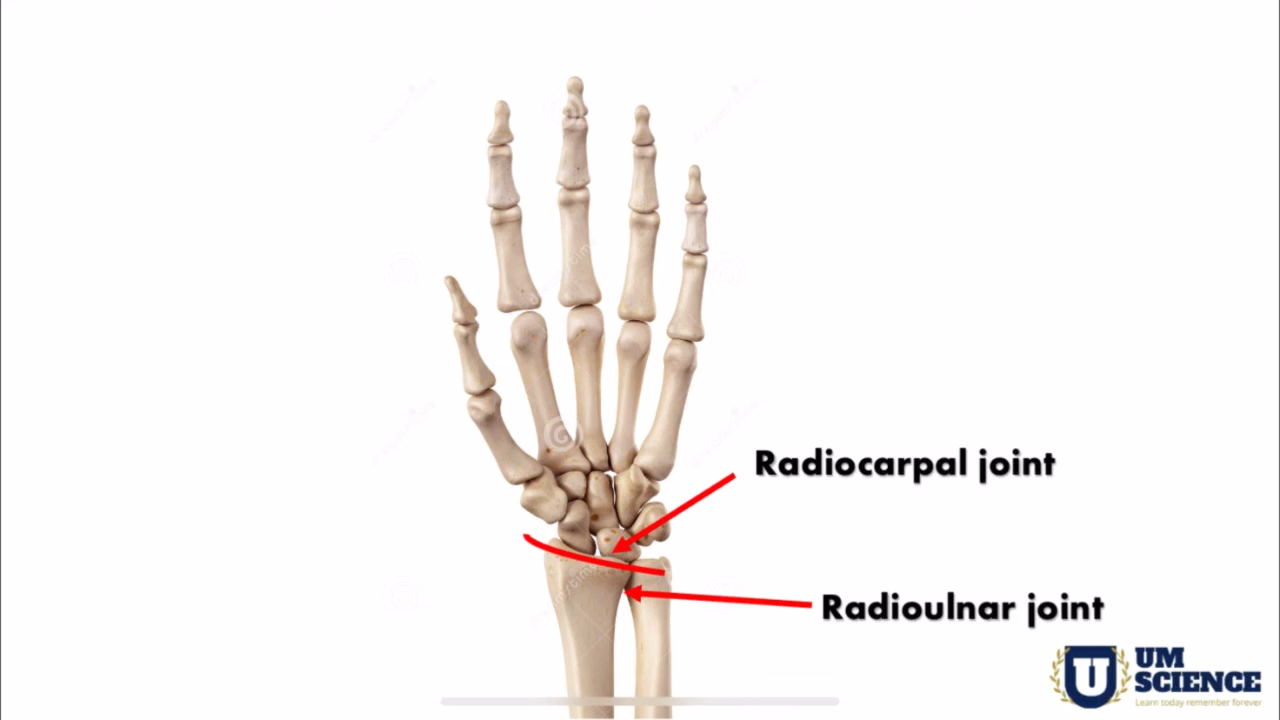 Radiocarpal joint
Radioulnar joint
U
UM
SCIENCE
Learn today remember forever